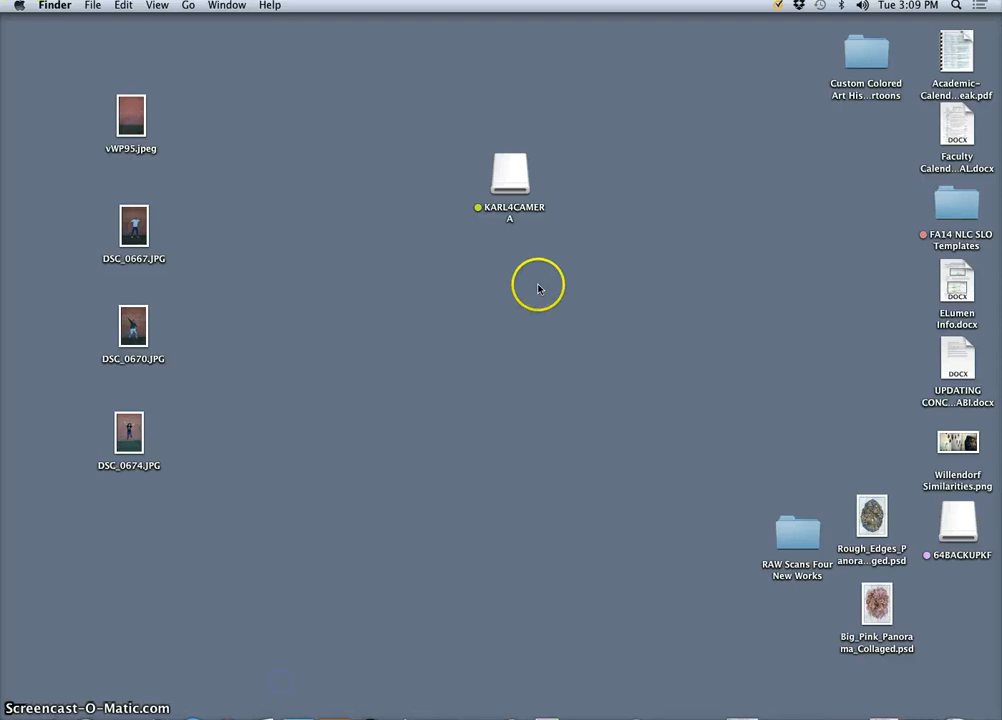 Finder File Edit View Go Window Help Tue 3:09 PM
vWP95.jpeg
DSC_0667.JPG
DSC_0670.JPG
DSC_0674.JPG
KARL4CAMER
A
Custom Colored
Art His...rtoons
Academic-
Calend...eak.pdf
DOCX
Faculty
Calend...AL.docx
FA14 NLC SLO
Templates
DOCX
ELumen
Info.docx
DOCX
UPDATING
CONC...ABI.docx
Willendorf
Similarities.png
RAW Scans Four
New Works
Rough_Edges_P
anora...ged.psd
64BACKUPKF
Big_Pink_Panora
ma_Collaged.psd
Screencast-O-Matic.com